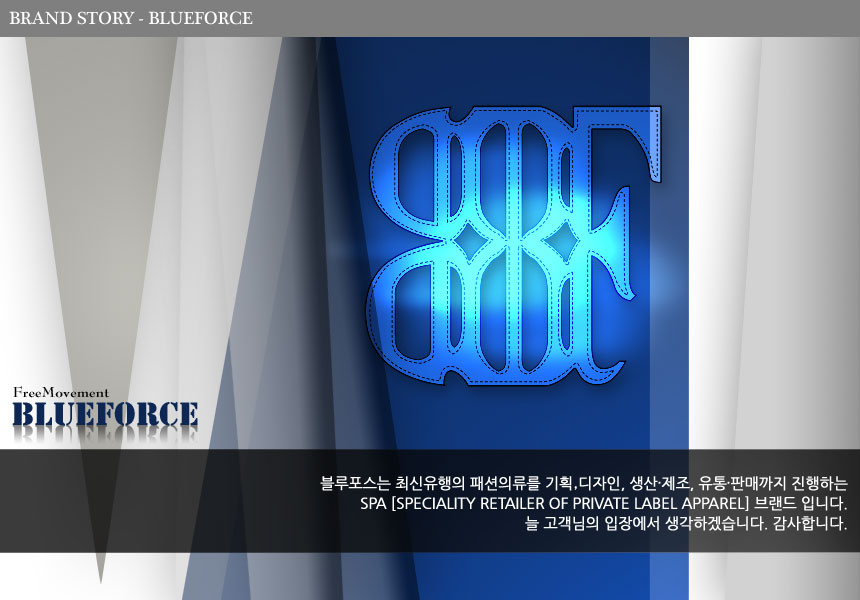 BRAND STORY - BLUEFORCE
FreeMovement
BLUEFORCE
블루포스는 최신유행의 패션의류를 기획,디자인, 생산·제조, 유통·판매까지 진행하는
SPA [SPECIALITY RETAILER OF PRIVATE LABEL APPAREL] 브랜드 입니다.
늘 고객님의 입장에서 생각하겠습니다. 감사합니다.